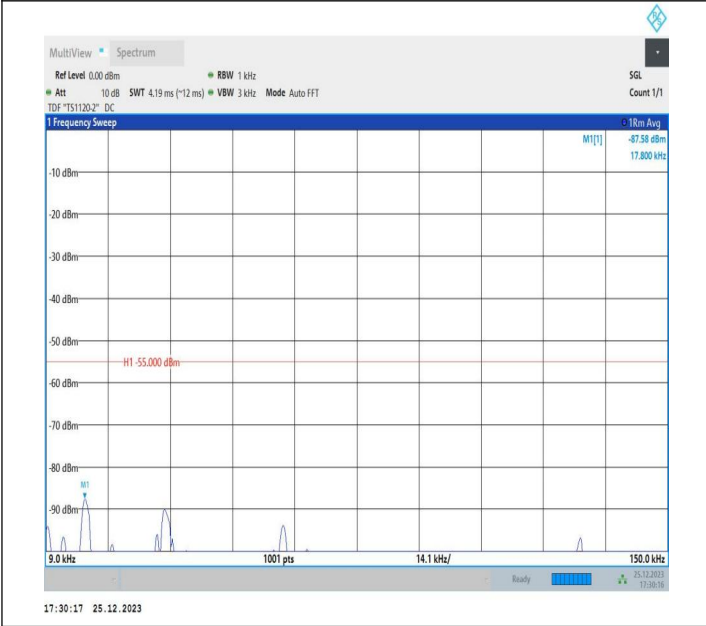 R S
MultiView Spectrum
Ref Level 0.00 dBm RBW 1 kHz SGL
Att 10 dB SWT 4.19 ms (~12 ms) VBW 3 kHz Mode Auto FFT Count 1/1
TDF "TS1120-2" DC
1 Frequency Sweep 1Rm Avg
M1[1] -87.58 dBm
17.800 kHz
-10 dBm
-20 dBm
-30 dBm
-40 dBm
-50 dBm
H1 -55.000 dBm
-60 dBm
-70 dBm
-80 dBm
M1
-90 dBm
9.0 kHz 1001 pts 14.1 kHz/ 150.0 kHz
Ready 25.12.2023
17:30:16
17:30:17 25.12.2023